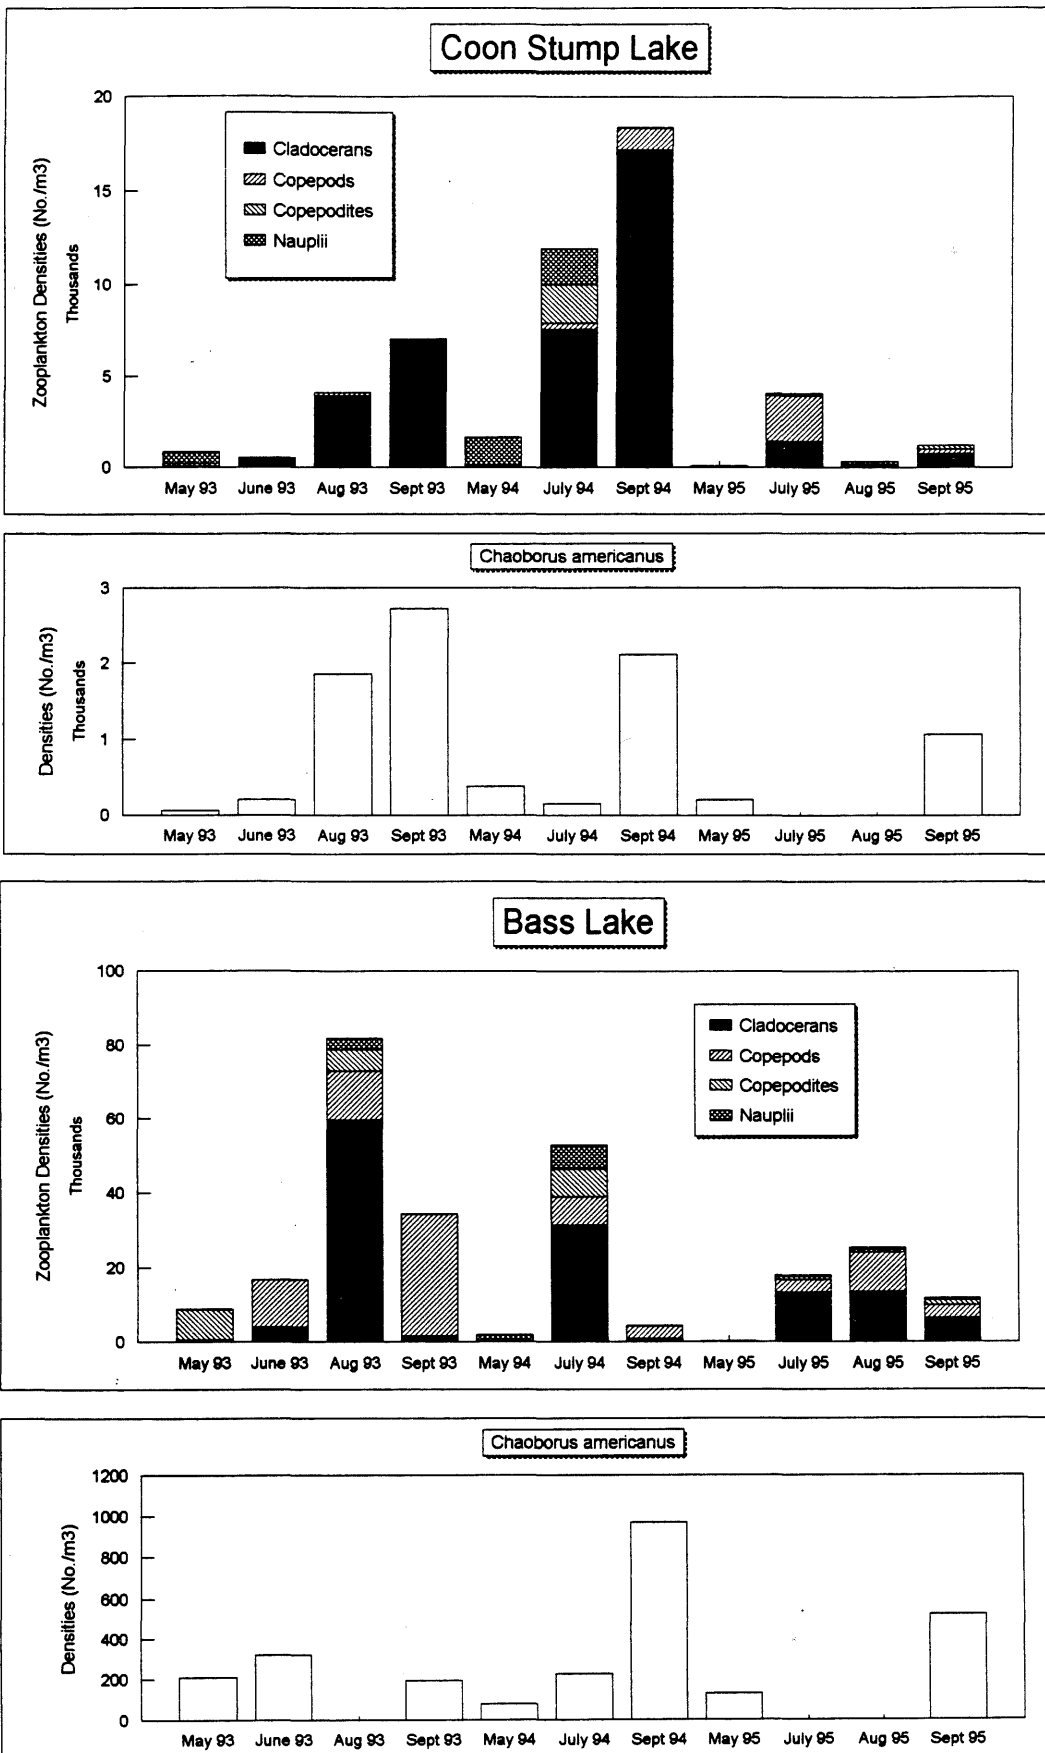 Coon Stump Lake
Zooplankton Densities (No./m3)
Thousands
20
15
10
5
0
Cladocerans
Copepods
Copepodites
Nauplii
May 93 June 93 Aug 93 Sept 93 May 94 July 94 Sept 94 May 95 July 95 Aug 95 Sept 95
Chaoborus americanus
Densities (No./m3)
Thousands
3
2
1
0
May 93 June 93 Aug 93 Sept 93 May 94 July 94 Sept 94 May 95 July 95 Aug 95 Sept 95
Bass Lake
Zooplankton Densities (No./m3)
Thousands
100
80
60
40
20
0
Cladocerans
Copepods
Copepodites
Nauplii
May 93 June 93 Aug 93 Sept 93 May 94 July 94 Sept 94 May 95 July 95 Aug 95 Sept 95
Chaoborus americanus
Densities (No./m3)
1200
1000
800
600
400
200
0
May 93 June 93 Aug 93 Sept 93 May 94 July 94 Sept 94 May 95 July 95 Aug 95 Sept 95